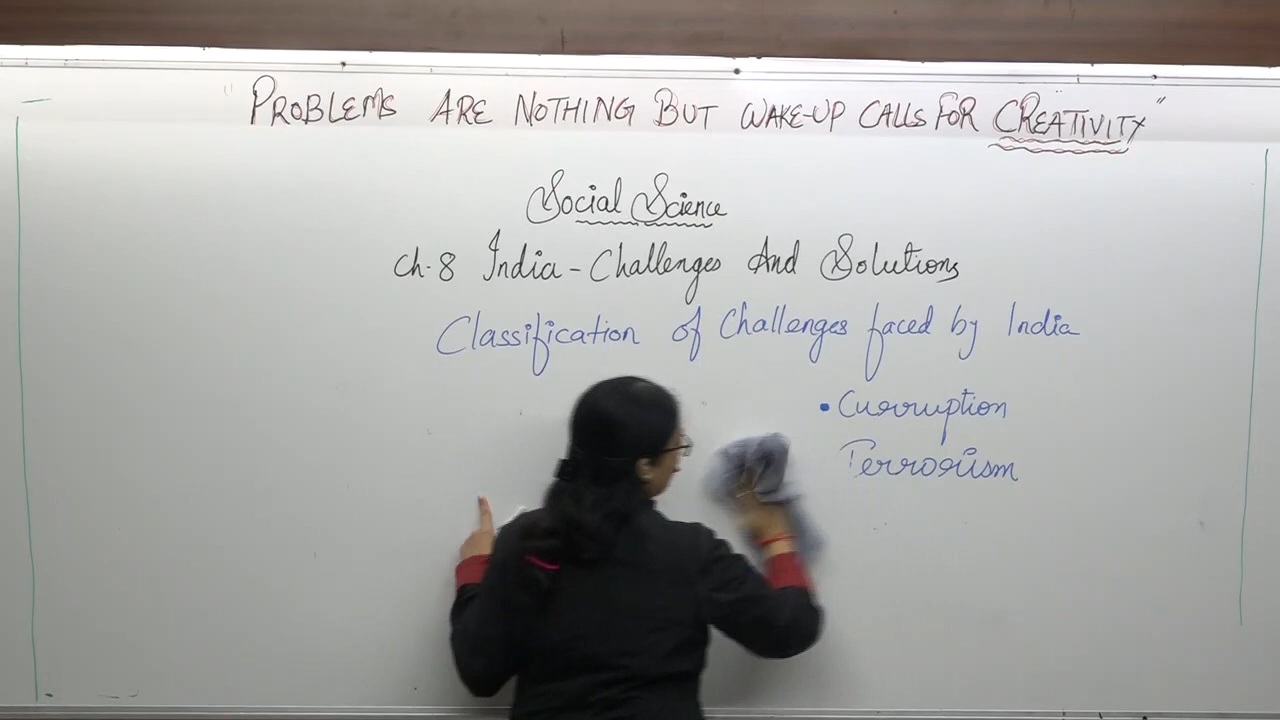 "PROBLEMS ARE NOTHING BUT WAKE-UP CALLS FOR CREATIVITY"
Social Science
Ch-8 India - Challenges And Solutions
Classification of Challenges faced by India
• Curruption
Terrorism